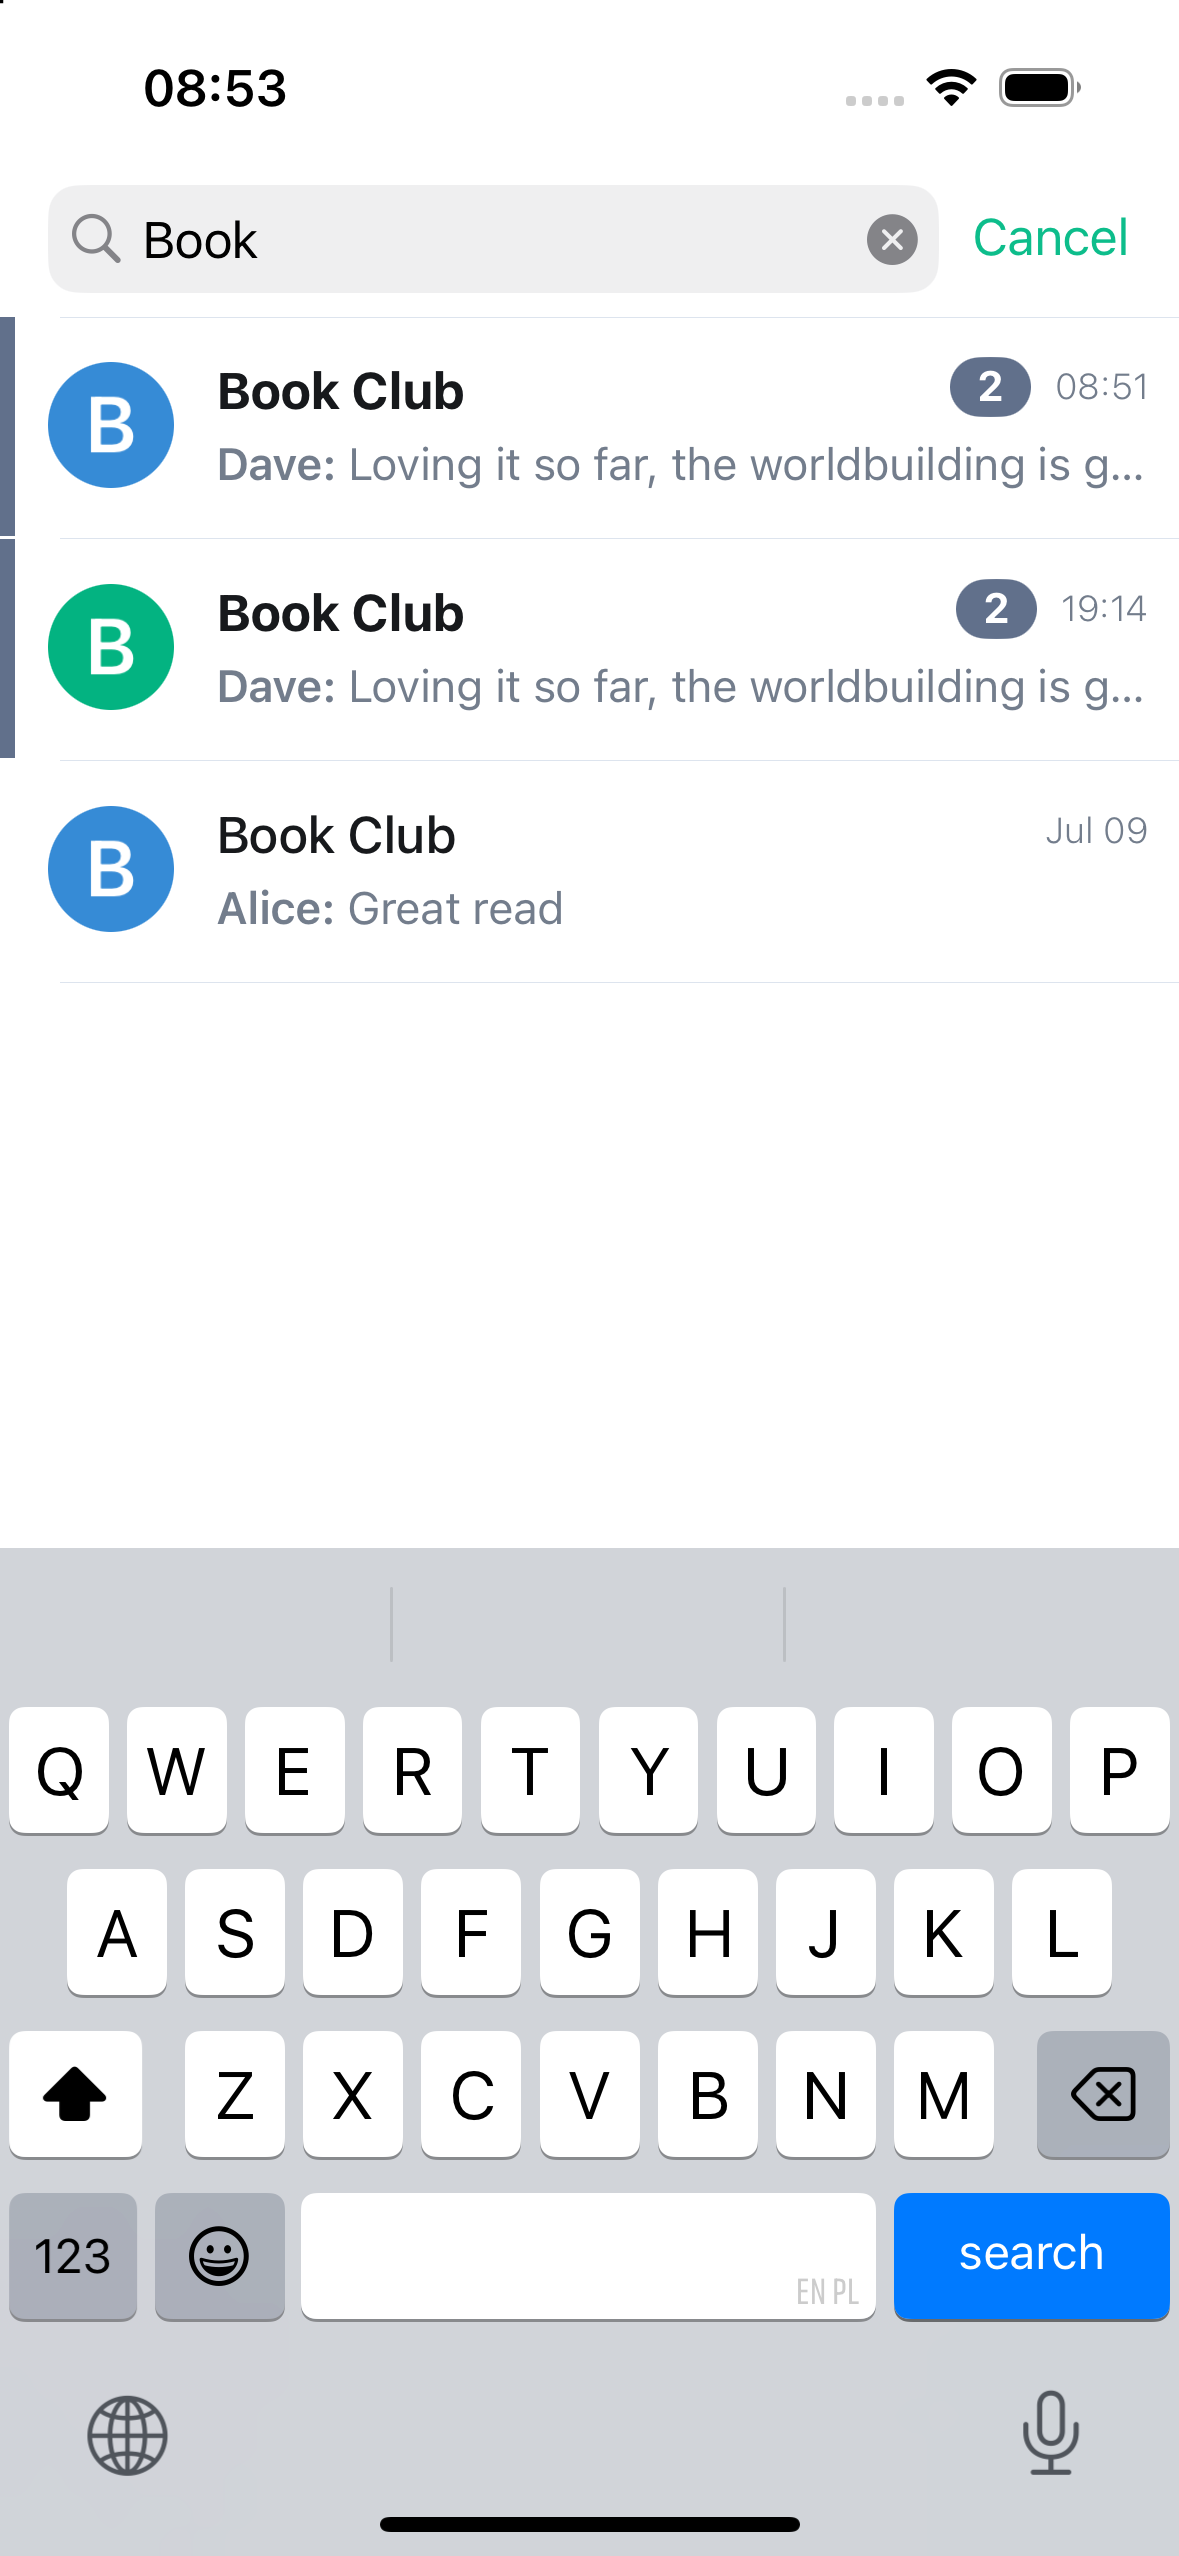 08:53
Book
Cancel
B
Book Club
2
08:51
Dave: Loving it so far, the worldbuilding is g...
B
Book Club
2
19:14
Dave: Loving it so far, the worldbuilding is g...
B
Book Club
Jul 09
Alice: Great read
Q W E R T Y U I O P
A S D F G H J K L
Z X C V B N M
123
EN PL
search